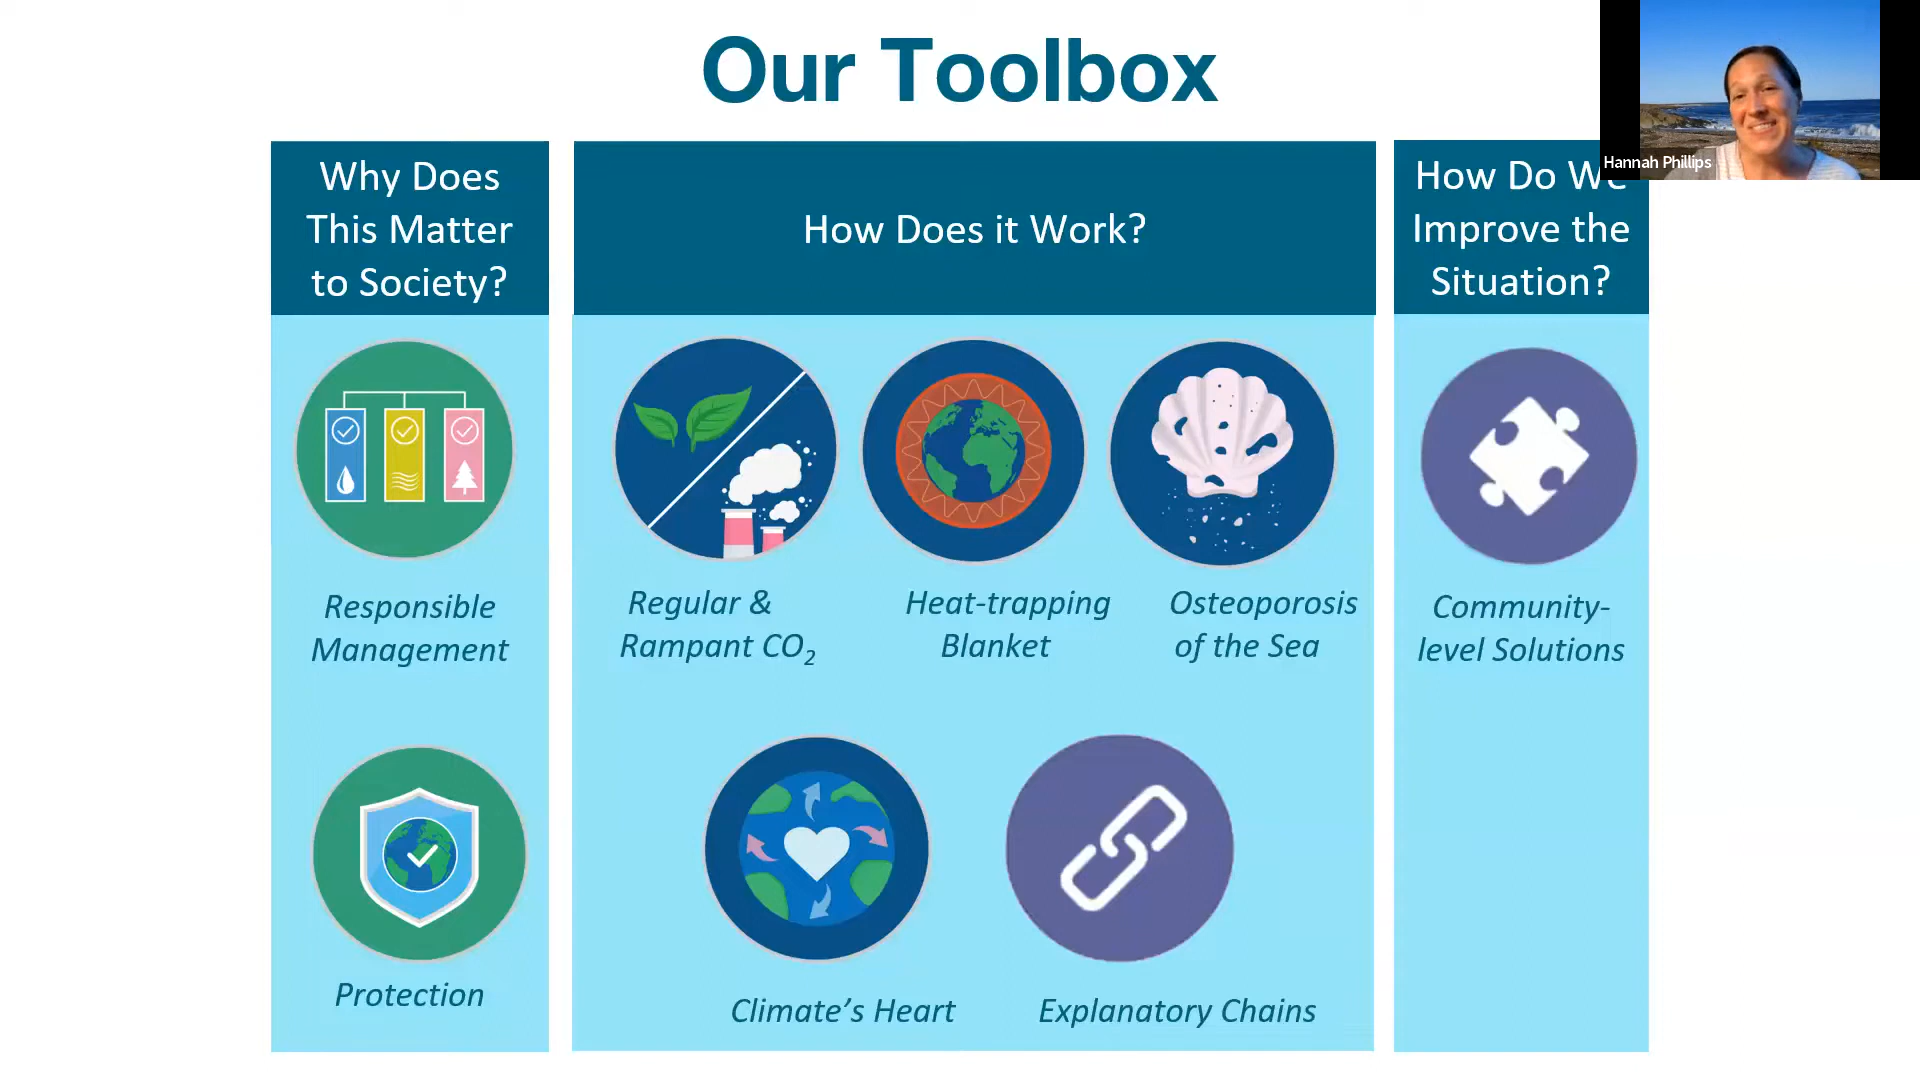 Our Toolbox
Hannah Phillips
Why Does
This Matter
to Society?
How Does it Work?
How Do We
Improve the
Situation?
Responsible
Management
Regular &
Rampant CO2
Heat-trapping
Blanket
Osteoporosis
of the Sea
Community-
level Solutions
Protection
Climate’s Heart
Explanatory Chains